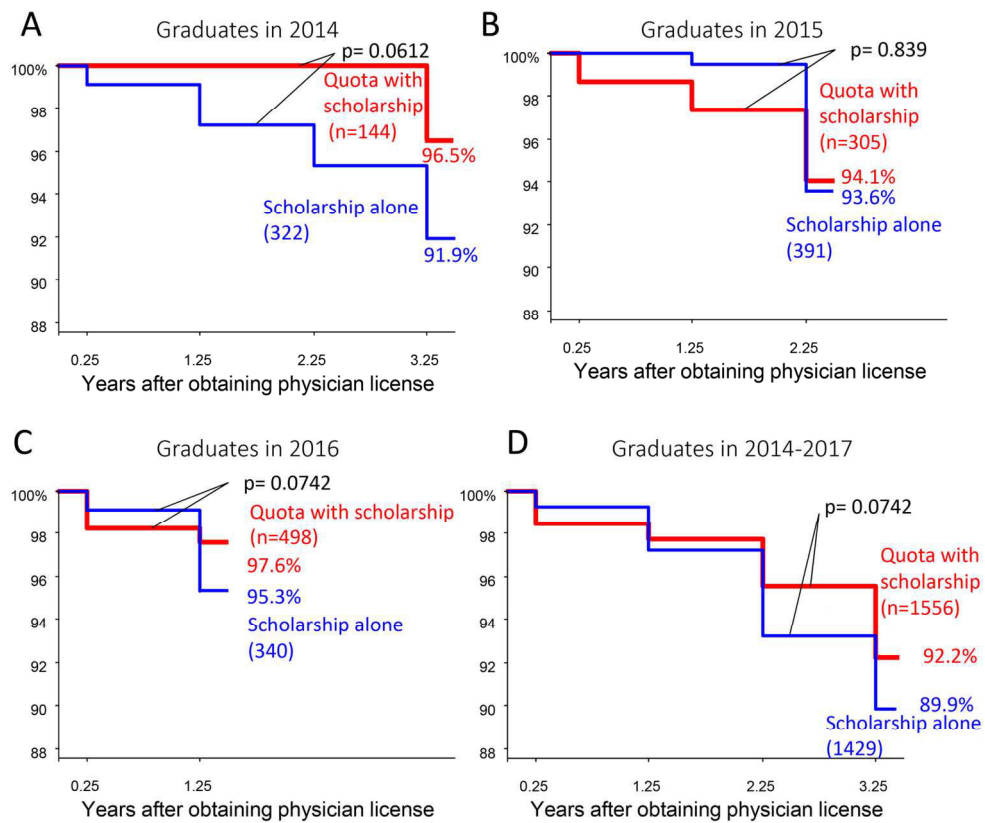 A
Graduates in 2014
p= 0.0612
100%
98
96
94
92
90
88
Quota with
scholarship
(n=144)
96.5%
Scholarship alone
(322)
91.9%
0.25
1.25
2.25
3.25
Years after obtaining physician license
B
Graduates in 2015
p= 0.839
100%
98
96
94
92
90
88
Quota with
scholarship
(n=305)
94.1%
93.6%
Scholarship alone
(391)
0.25
1.25
2.25
Years after obtaining physician license
C
Graduates in 2016
p= 0.0742
100%
98
96
94
92
90
88
Quota with scholarship
(n=498)
97.6%
95.3%
Scholarship alone
(340)
0.25
1.25
Years after obtaining physician license
D
Graduates in 2014-2017
p= 0.0742
100%
98
96
94
92
90
88
Quota with
scholarship
(n=1556)
92.2%
89.9%
Scholarship alone
(1429)
0.25
1.25
2.25
3.25
Years after obtaining physician license